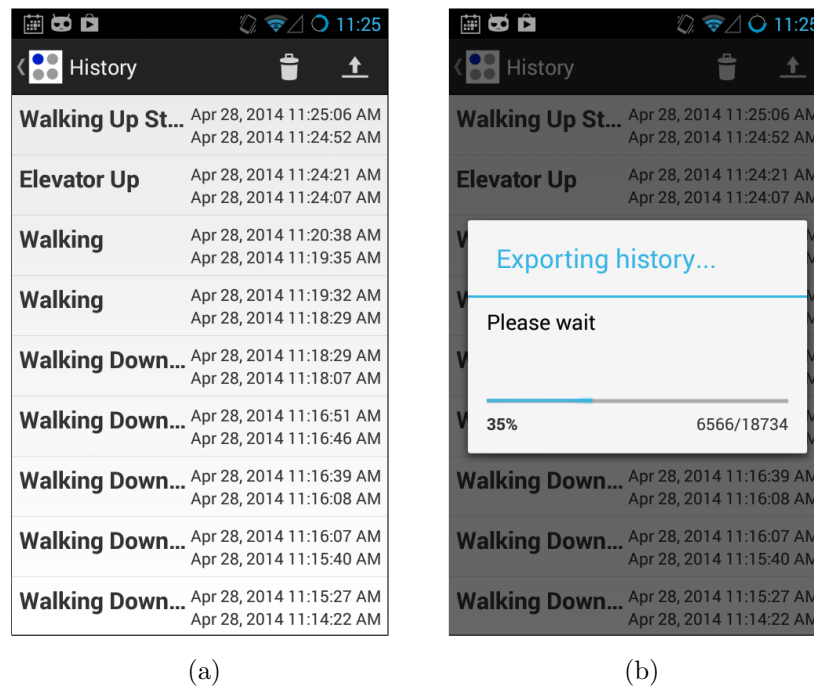 11:25
History
Walking Up St... Apr 28, 2014 11:25:06 AM
Apr 28, 2014 11:24:52 AM
Elevator Up Apr 28, 2014 11:24:21 AM
Apr 28, 2014 11:24:07 AM
Walking Apr 28, 2014 11:20:38 AM
Apr 28, 2014 11:19:35 AM
Walking Apr 28, 2014 11:19:32 AM
Apr 28, 2014 11:18:29 AM
Walking Down... Apr 28, 2014 11:18:29 AM
Apr 28, 2014 11:18:07 AM
Walking Down... Apr 28, 2014 11:16:51 AM
Apr 28, 2014 11:16:46 AM
Walking Down... Apr 28, 2014 11:16:39 AM
Apr 28, 2014 11:16:08 AM
Walking Down... Apr 28, 2014 11:16:07 AM
Apr 28, 2014 11:15:40 AM
Walking Down... Apr 28, 2014 11:15:27 AM
Apr 28, 2014 11:14:22 AM
(a)
11:25
History
Walking Up St... Apr 28, 2014 11:25:06 AM
Apr 28, 2014 11:24:52 AM
Elevator Up Apr 28, 2014 11:24:21 AM
Apr 28, 2014 11:24:07 AM
Exporting history...
Please wait
35% 6566/18734
Walking Down... Apr 28, 2014 11:16:39 AM
Apr 28, 2014 11:16:08 AM
Walking Down... Apr 28, 2014 11:16:07 AM
Apr 28, 2014 11:15:40 AM
Walking Down... Apr 28, 2014 11:15:27 AM
Apr 28, 2014 11:14:22 AM
(b)